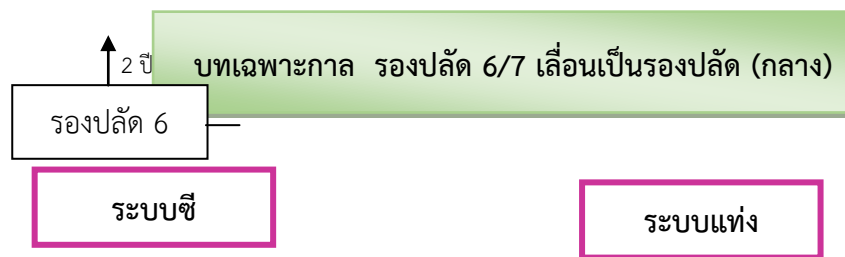 บทเฉพาะกาล รองปลัด 6/7 เลื่อนเป็นรองปลัด (กลาง)
2 ปี
รองปลัด 6
ระบบซี
ระบบแท่ง